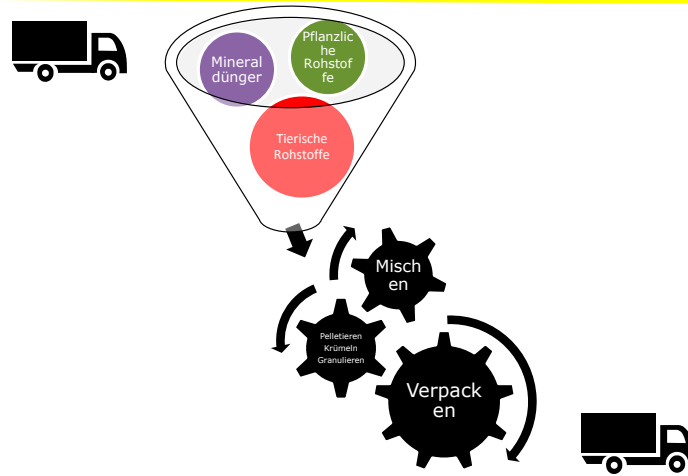 Mineral
dünger
Pflanzlic
he
Rohstof
fe
Tierische
Rohstoffe
Misch
en
Pelletieren
Krümeln
Granulieren
Verpack
en